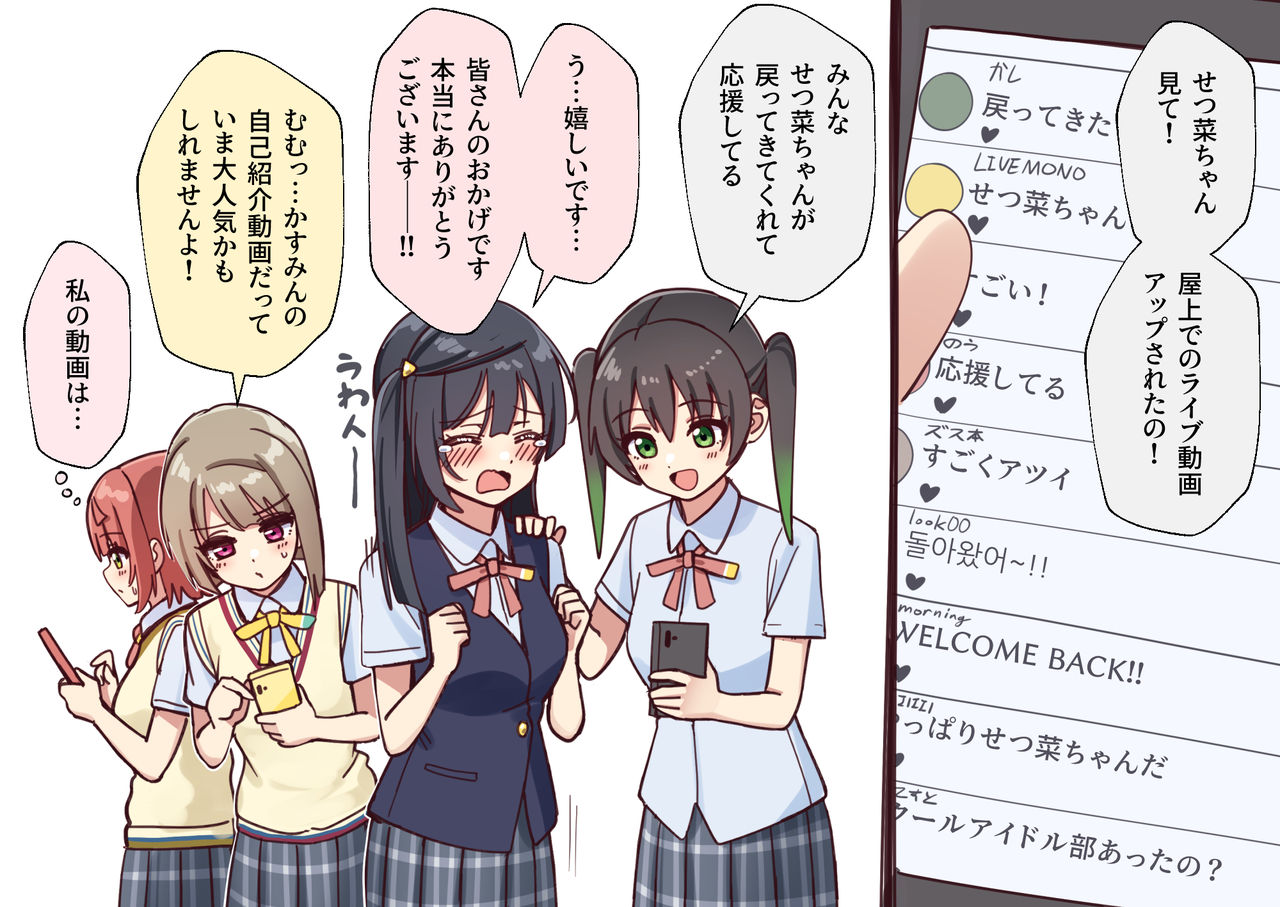 せつ菜ちゃん
見て！
屋上でのライブ動画
アップされたの！
かし
戻ってきた
LIVEMONO
せつ菜ちゃん
ごい！
のう
応援してる
ズス本
すごくアツイ
look00
돌아왔어~!!
morning
WELCOME BACK!!
っぱりせつ菜ちゃんだ
てすと
クールアイドル部あったの？
みんな
せつ菜ちゃんが
戻ってきてくれて
応援してる
う…嬉しいです…
皆さんのおかげです
本当にありがとう
ございます――!!
うわんーー
むむっ…かすみんの
自己紹介動画だって
いま大人気かも
しれませんよ！
私の動画は…